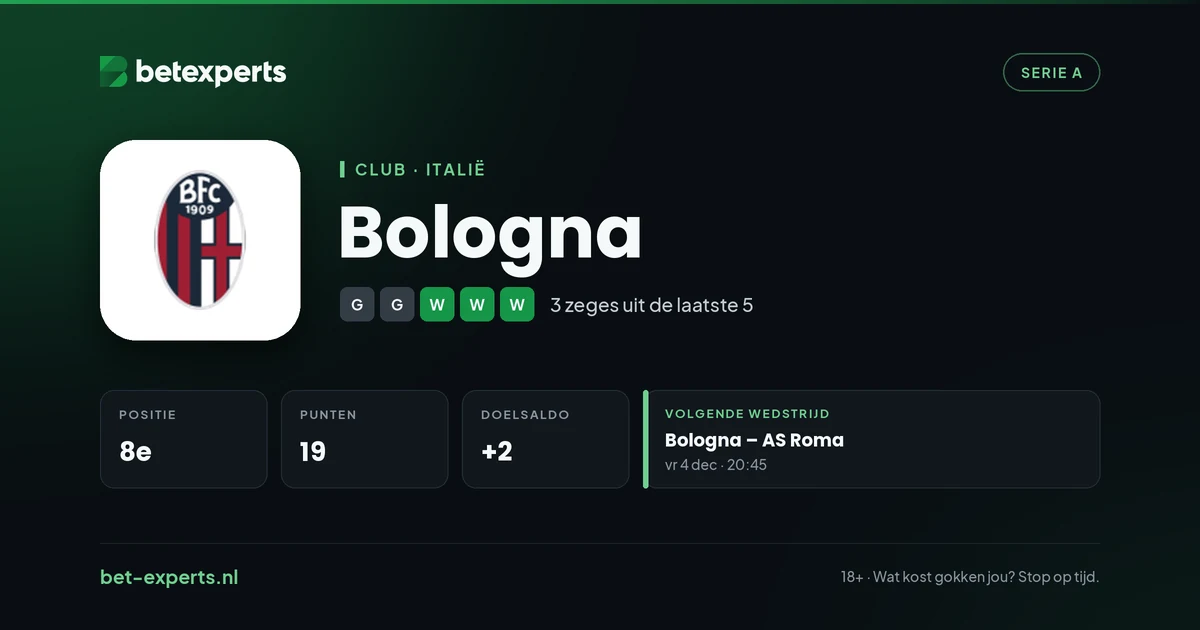 betexperts
SERIE A
BFC
1909
CLUB · ITALIË
Bologna
G G W W W 3 zeges uit de laatste 5
POSITIE
8e
PUNTEN
19
DOELSALDO
+2
VOLGENDE WEDSTRIJD
Bologna – AS Roma
vr 4 dec · 20:45
bet-experts.nl
18+ · Wat kost gokken jou? Stop op tijd.